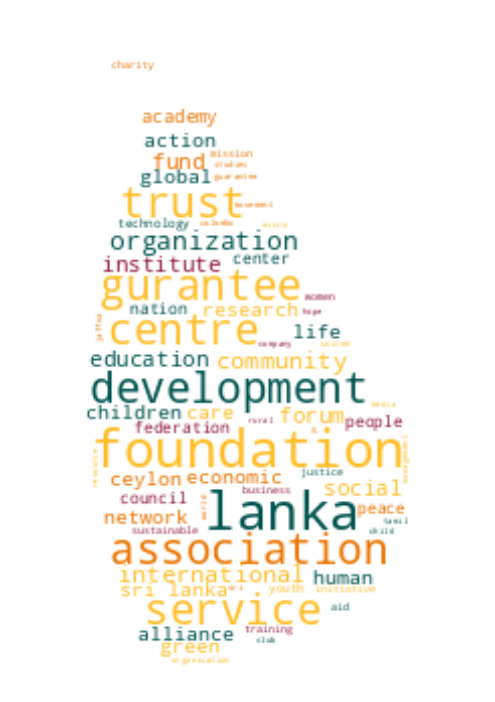 charity
academy
action
mission
fund
studies
global guarantee
trust movement
technology colombo micro
organization
institute center
gurantee women
nation research hope
jaffna
centre life
company united
education community
development
children care forum media
federation rural people
foundation
resource management
ceylon economic justice
council business social
world
network lanka peace
sustainable tamil
child
association
international human
sri lanka youth initiative
service aid
alliance training
green club
organisation